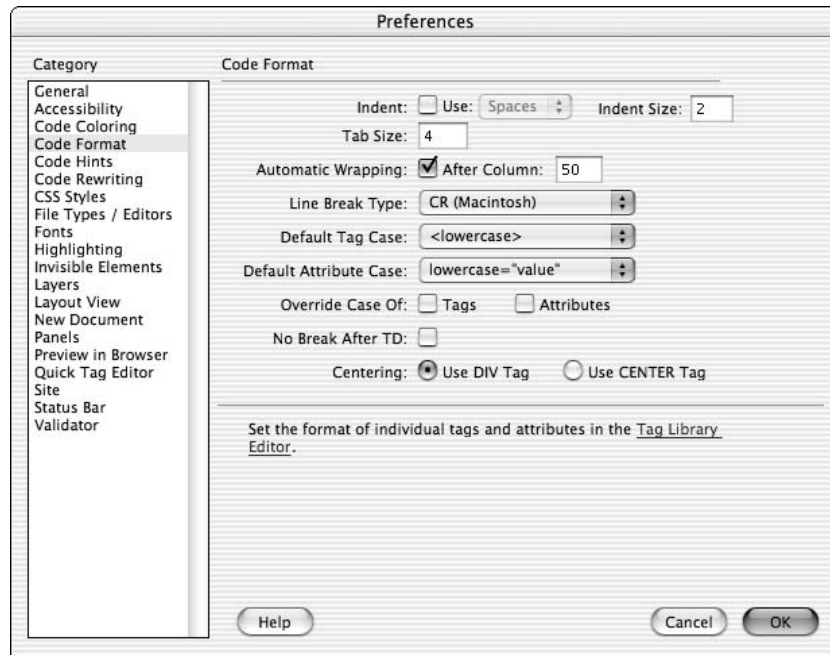 Preferences
Category
General
Accessibility
Code Coloring
Code Format
Code Hints
Code Rewriting
CSS Styles
File Types / Editors
Fonts
Highlighting
Invisible Elements
Layers
Layout View
New Document
Panels
Preview in Browser
Quick Tag Editor
Site
Status Bar
Validator
Code Format
Indent: Use: Spaces Indent Size: 2
Tab Size: 4
Automatic Wrapping: After Column: 50
Line Break Type: CR (Macintosh)
Default Tag Case: <lowercase>
Default Attribute Case: lowercase="value"
Override Case Of: Tags Attributes
No Break After TD:
Centering: Use DIV Tag Use CENTER Tag
Set the format of individual tags and attributes in the Tag Library
Editor.
Help Cancel OK